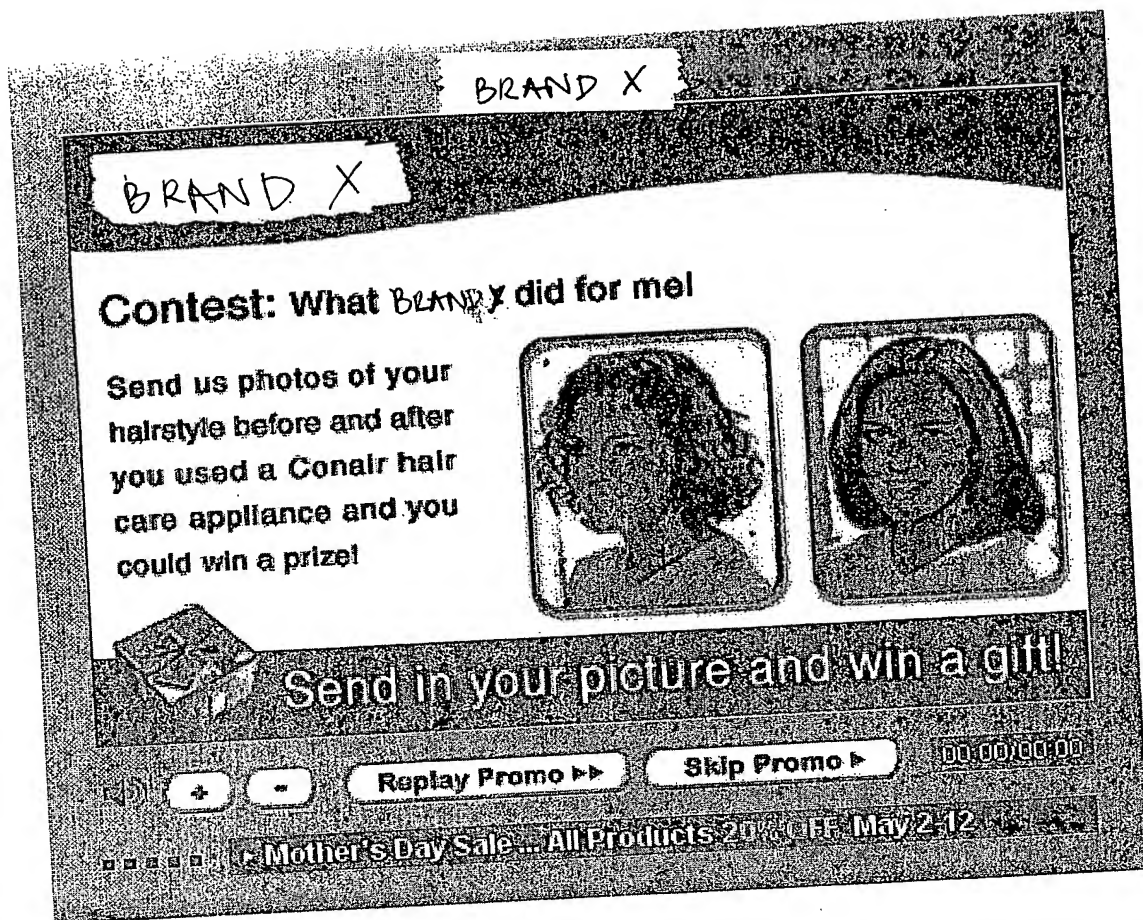 BRAND X
BRAND X
Contest: What BRAND X did for me!
Send us photos of your
hairstyle before and after
you used a Conair hair
care appliance and you
could win a prize!
Send in your picture and win a gift!
+ - Replay Promo ▸▸ Skip Promo ▸ 00:00/00:00
▸ Mother's Day Sale ... All Products 20% OFF May 2-12